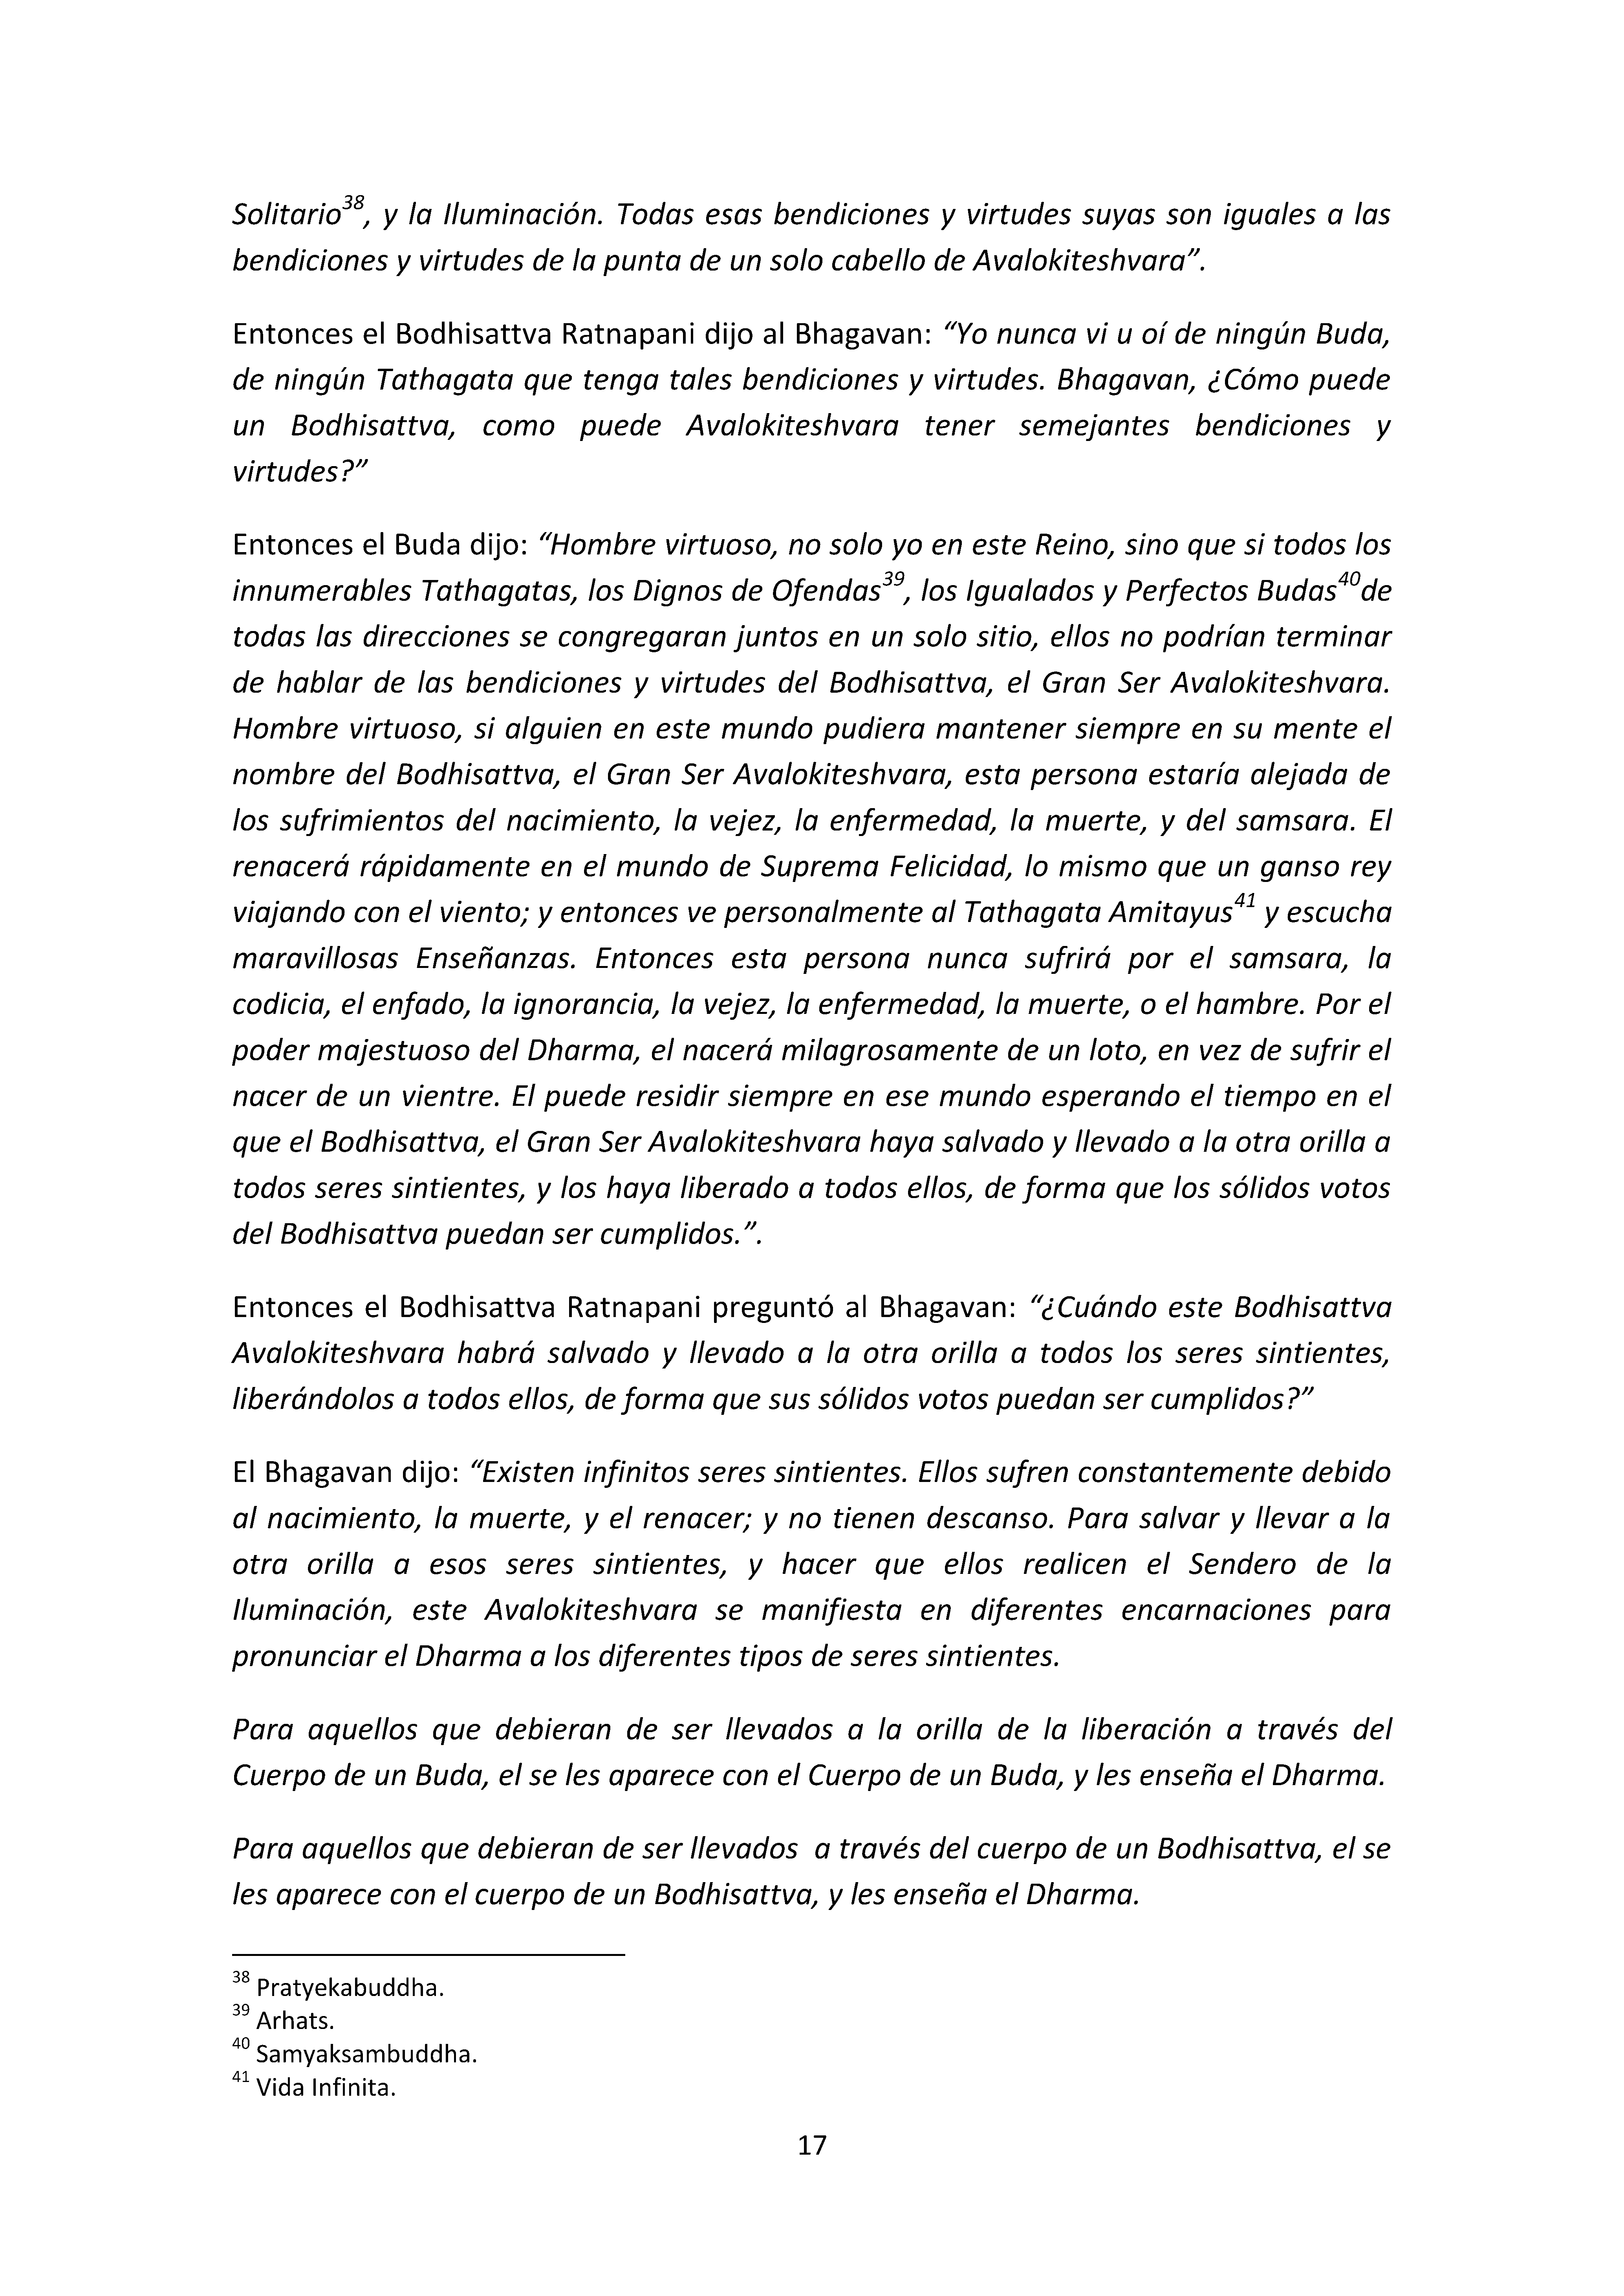 Solitario38, y la Iluminación. Todas esas bendiciones y virtudes suyas son iguales a las
bendiciones y virtudes de la punta de un solo cabello de Avalokiteshvara”.
Entonces el Bodhisattva Ratnapani dijo al Bhagavan: “Yo nunca vi u oí de ningún Buda,
de ningún Tathagata que tenga tales bendiciones y virtudes. Bhagavan, ¿Cómo puede
un Bodhisattva, como puede Avalokiteshvara tener semejantes bendiciones y
virtudes?”
Entonces el Buda dijo: “Hombre virtuoso, no solo yo en este Reino, sino que si todos los
innumerables Tathagatas, los Dignos de Ofendas39, los Igualados y Perfectos Budas40de
todas las direcciones se congregaran juntos en un solo sitio, ellos no podrían terminar
de hablar de las bendiciones y virtudes del Bodhisattva, el Gran Ser Avalokiteshvara.
Hombre virtuoso, si alguien en este mundo pudiera mantener siempre en su mente el
nombre del Bodhisattva, el Gran Ser Avalokiteshvara, esta persona estaría alejada de
los sufrimientos del nacimiento, la vejez, la enfermedad, la muerte, y del samsara. El
renacerá rápidamente en el mundo de Suprema Felicidad, lo mismo que un ganso rey
viajando con el viento; y entonces ve personalmente al Tathagata Amitayus41 y escucha
maravillosas Enseñanzas. Entonces esta persona nunca sufrirá por el samsara, la
codicia, el enfado, la ignorancia, la vejez, la enfermedad, la muerte, o el hambre. Por el
poder majestuoso del Dharma, el nacerá milagrosamente de un loto, en vez de sufrir el
nacer de un vientre. El puede residir siempre en ese mundo esperando el tiempo en el
que el Bodhisattva, el Gran Ser Avalokiteshvara haya salvado y llevado a la otra orilla a
todos seres sintientes, y los haya liberado a todos ellos, de forma que los sólidos votos
del Bodhisattva puedan ser cumplidos.”.
Entonces el Bodhisattva Ratnapani preguntó al Bhagavan: “¿Cuándo este Bodhisattva
Avalokiteshvara habrá salvado y llevado a la otra orilla a todos los seres sintientes,
liberándolos a todos ellos, de forma que sus sólidos votos puedan ser cumplidos?”
El Bhagavan dijo: “Existen infinitos seres sintientes. Ellos sufren constantemente debido
al nacimiento, la muerte, y el renacer; y no tienen descanso. Para salvar y llevar a la
otra orilla a esos seres sintientes, y hacer que ellos realicen el Sendero de la
Iluminación, este Avalokiteshvara se manifiesta en diferentes encarnaciones para
pronunciar el Dharma a los diferentes tipos de seres sintientes.
Para aquellos que debieran de ser llevados a la orilla de la liberación a través del
Cuerpo de un Buda, el se les aparece con el Cuerpo de un Buda, y les enseña el Dharma.
Para aquellos que debieran de ser llevados  a través del cuerpo de un Bodhisattva, el se
les aparece con el cuerpo de un Bodhisattva, y les enseña el Dharma.
38 Pratyekabuddha.
39 Arhats.
40 Samyaksambuddha.
41 Vida Infinita.
17